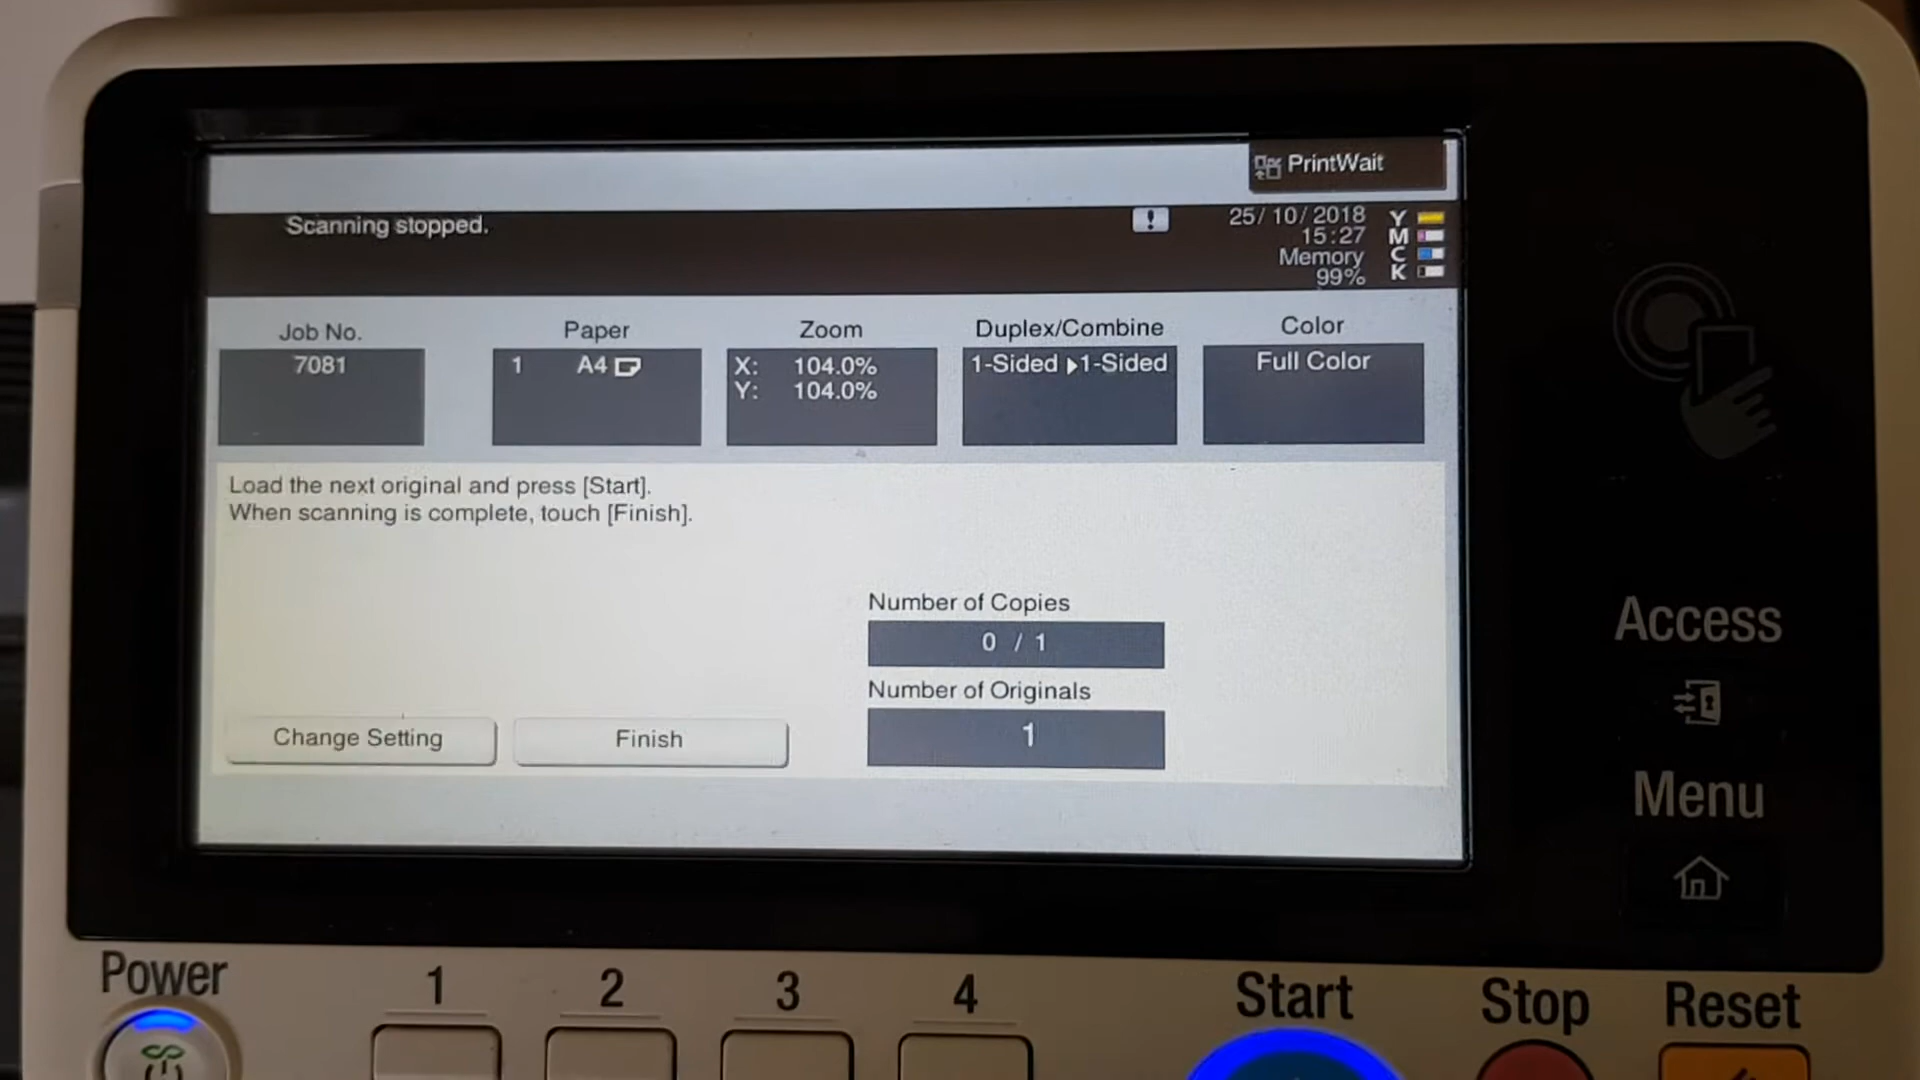 PrintWait
Scanning stopped.
!
25/10/2018
15:27
Memory
99%
Y
M
C
K
Job No.
7081
Paper
1 A4
Zoom
X: 104.0%
Y: 104.0%
Duplex/Combine
1-Sided ▶1-Sided
Color
Full Color
Load the next original and press [Start].
When scanning is complete, touch [Finish].
Number of Copies
0 / 1
Number of Originals
1
Change Setting
Finish
Access
Menu
Power
1
2
3
4
Start
Stop
Reset